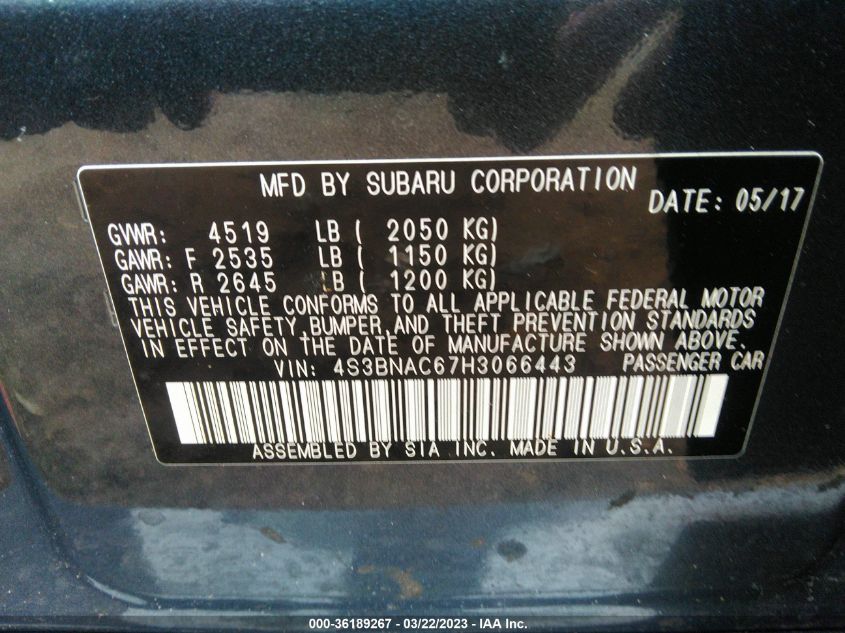 MFD BY SUBARU CORPORATION
DATE: 05/17
GVWR: 4519 LB ( 2050 KG)
GAWR: F 2535 LB ( 1150 KG)
GAWR: R 2645 LB ( 1200 KG)
THIS VEHICLE CONFORMS TO ALL APPLICABLE FEDERAL MOTOR
VEHICLE SAFETY, BUMPER, AND THEFT PREVENTION STANDARDS
IN EFFECT ON THE DATE OF MANUFACTURE SHOWN ABOVE.
VIN: 4S3BNAC67H3066443 PASSENGER CAR
ASSEMBLED BY SIA INC. MADE IN U.S.A.
000-36189267 - 03/22/2023 - IAA Inc.